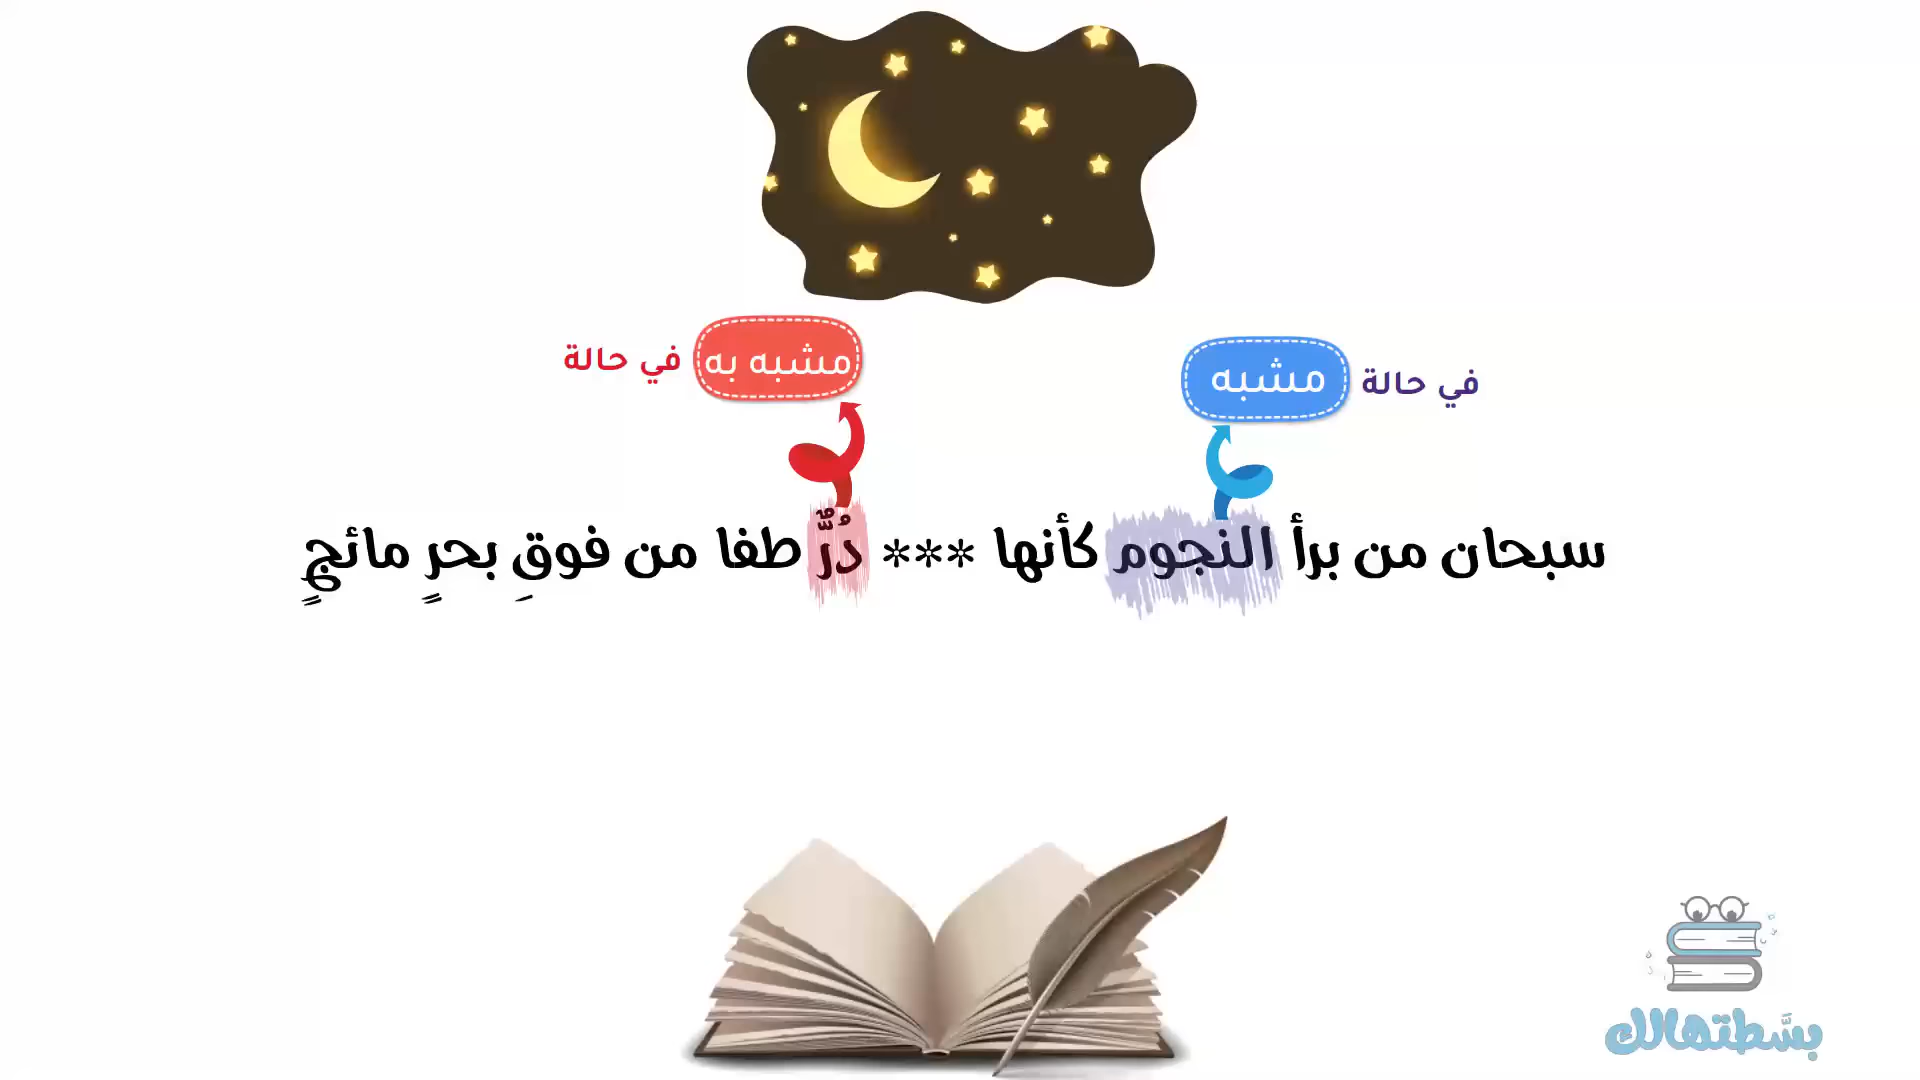 في حالة مشبه
مشبه به في حالة
سبحان من برأ النجوم كأنها *** دُرٌّ طفا من فوقِ بحرٍ مائجٍ
بسَّطتهالك